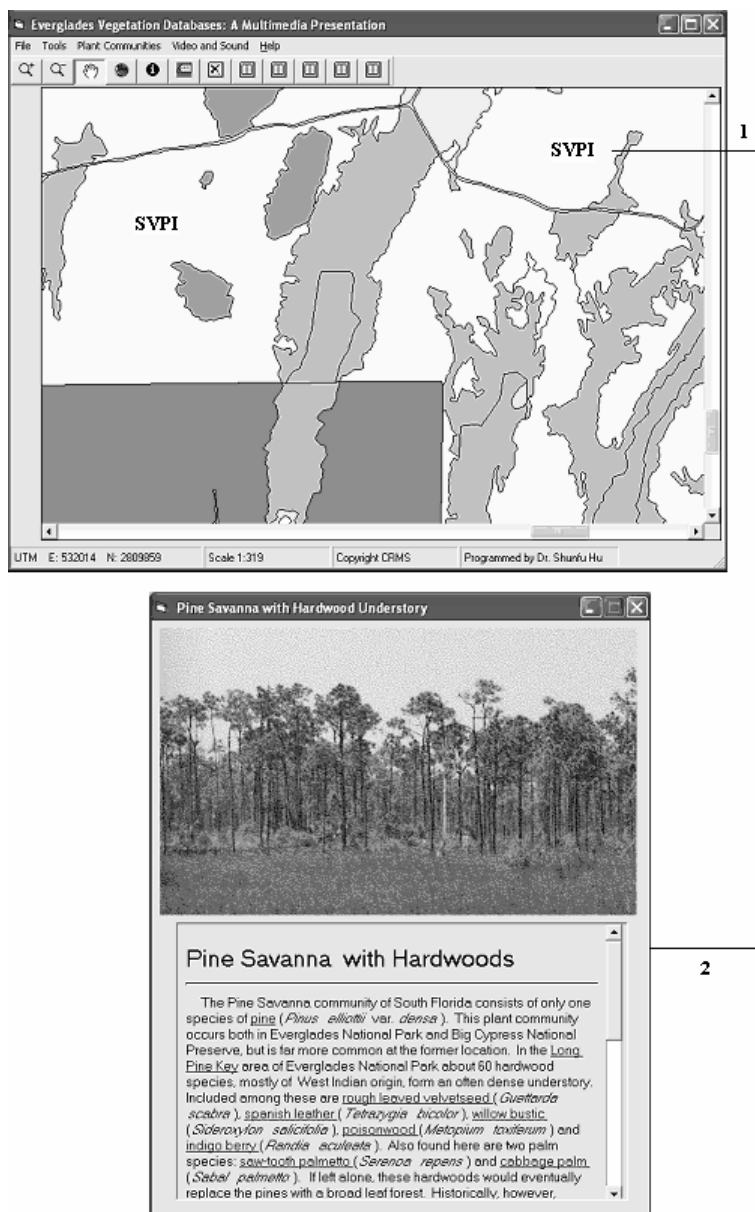 Everglades Vegetation Databases: A Multimedia Presentation
File Tools Plant Communities Video and Sound Help
1
SVPI
SVPI
UTM E: 532014 N: 2809859 Scale 1:319 Copyright CRMS Programmed by Dr. Shunfu Hu
Pine Savanna with Hardwood Understory
2
Pine Savanna with Hardwoods
The Pine Savanna community of South Florida consists of only one
species of pine (Pinus elliottii var. densa). This plant community
occurs both in Everglades National Park and Big Cypress National
Preserve, but is far more common at the former location. In the Long
Pine Key area of Everglades National Park about 60 hardwood
species, mostly of West Indian origin, form an often dense understory.
Included among these are rough leaved velvetseed (Guettarda
scabra), spanish leather (Tetrazygia bicolor), willow bustic
(Sideroxylon salicifolia), poisonwood (Metopium toxiferum) and
indigo berry (Randia aculeata). Also found here are two palm
species: saw-tooth palmetto (Serenoa repens) and cabbage palm
(Sabal palmetto). If left alone, these hardwoods would eventually
replace the pines with a broad leaf forest. Historically, however,